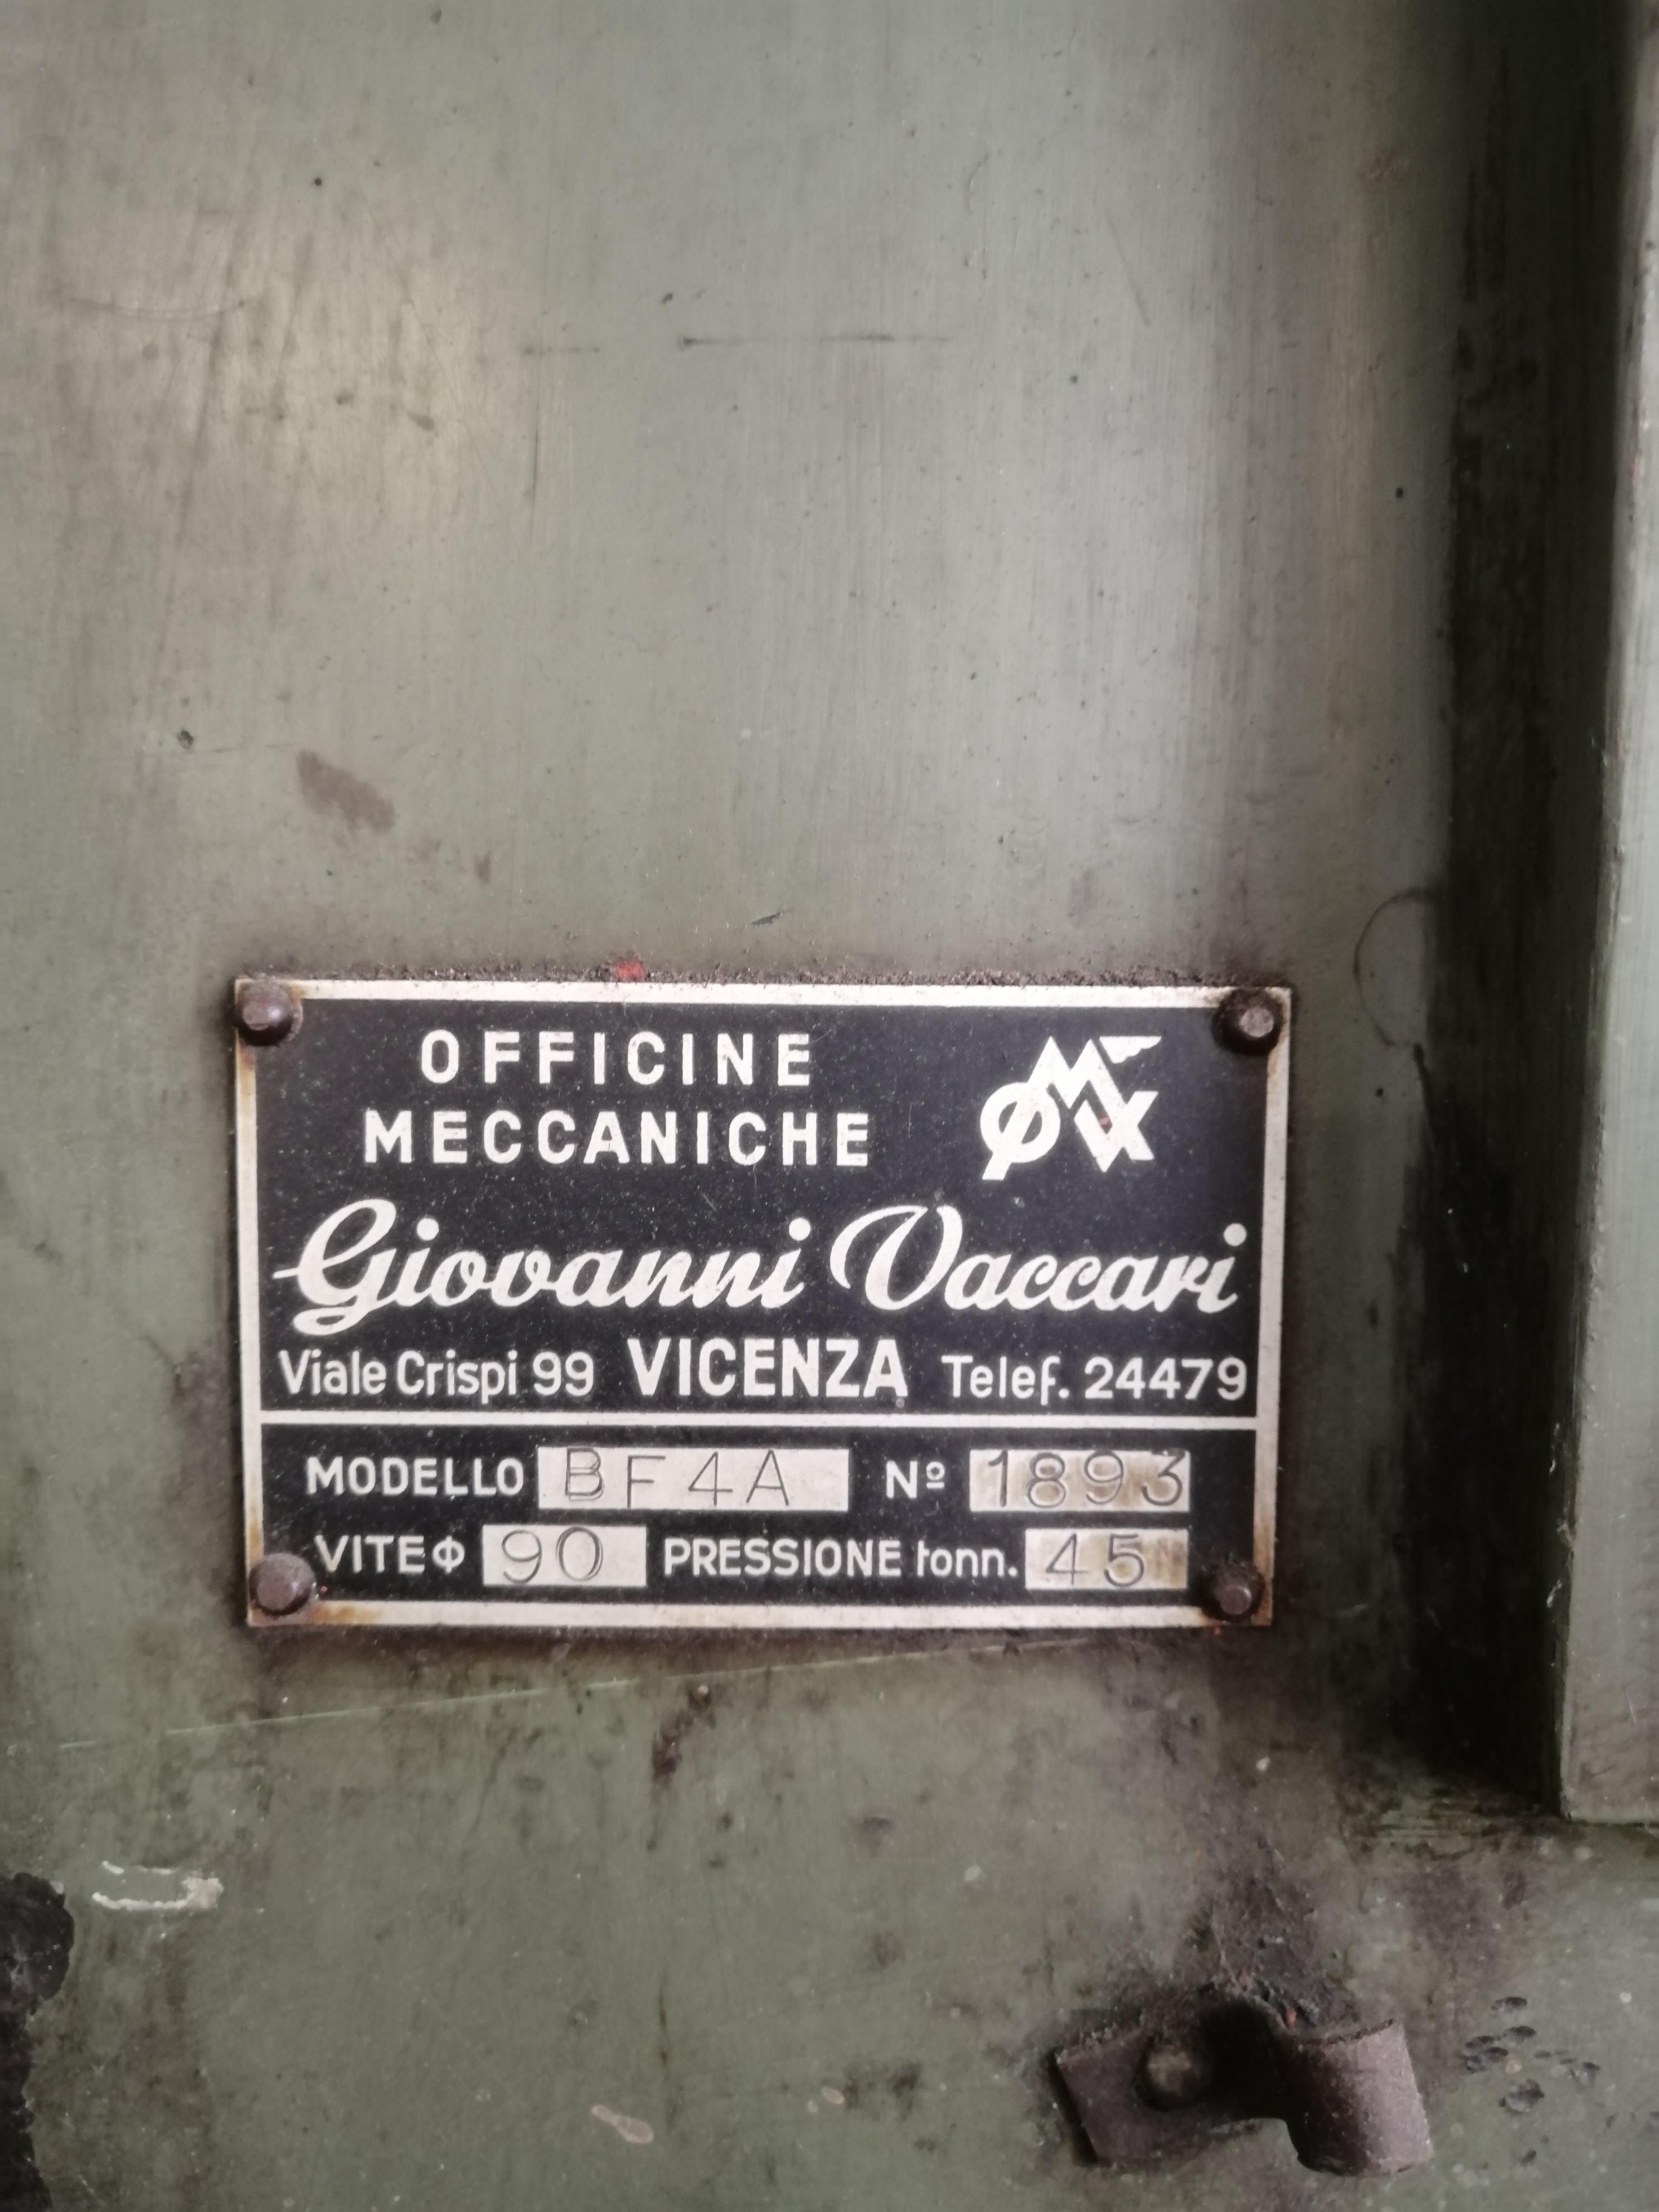 OFFICINE
MECCANICHE
Giovanni Vaccari
Viale Crispi 99 VICENZA Telef. 24479
MODELLO BF4A Nº 1893
VITE Φ 90 PRESSIONE tonn. 45